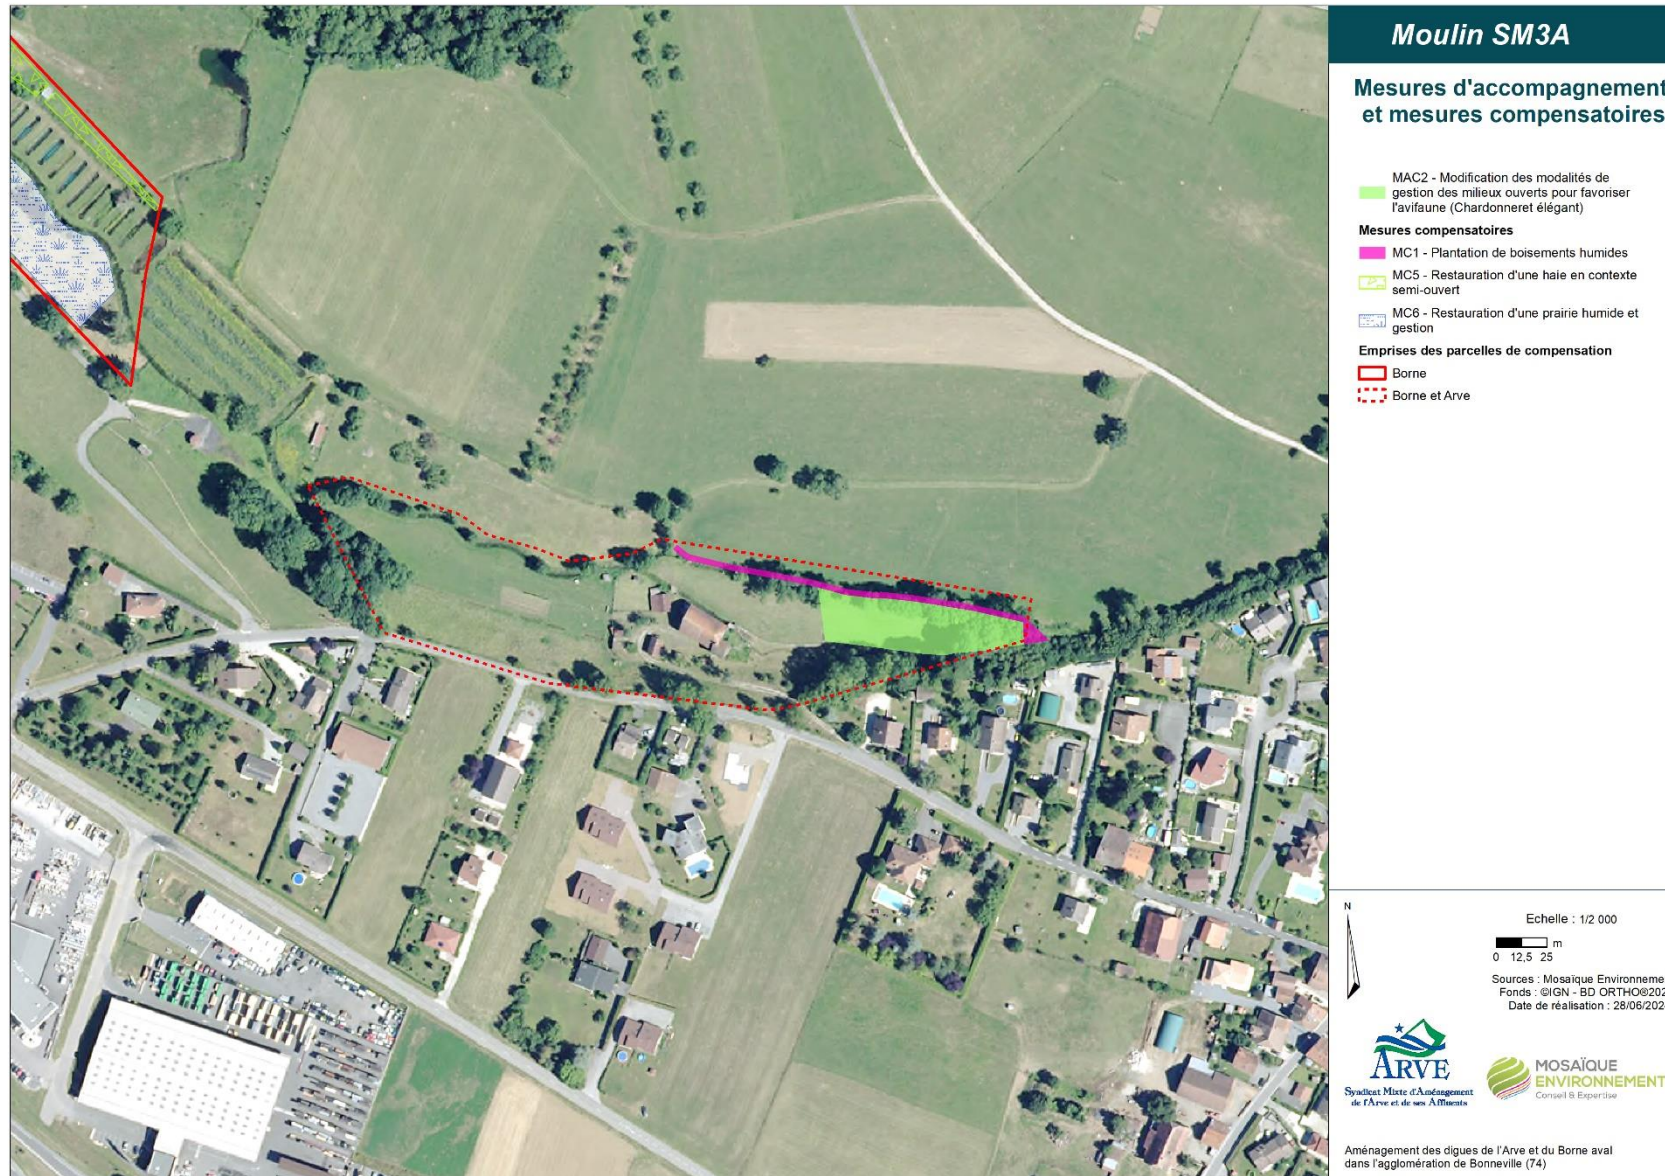 Moulin SM3A
Mesures d'accompagnement
et mesures compensatoires
MAC2 - Modification des modalités de
gestion des milieux ouverts pour favoriser
l'avifaune (Chardonneret élégant)
Mesures compensatoires
MC1 - Plantation de boisements humides
MC5 - Restauration d'une haie en contexte
semi-ouvert
MC6 - Restauration d'une prairie humide et
gestion
Emprises des parcelles de compensation
Borne
Borne et Arve
N
Echelle : 1/2 000
m
0 12,5 25
Sources : Mosaïque Environneme
Fonds : ©IGN - BD ORTHO®202
Date de réalisation : 28/06/202
ARVE
Syndicat Mixte d'Aménagement
de l'Arve et de ses Affluents
MOSAÏQUE
ENVIRONNEMENT
Conseil & Expertise
Aménagement des digues de l'Arve et du Borne aval
dans l'agglomération de Bonneville (74)